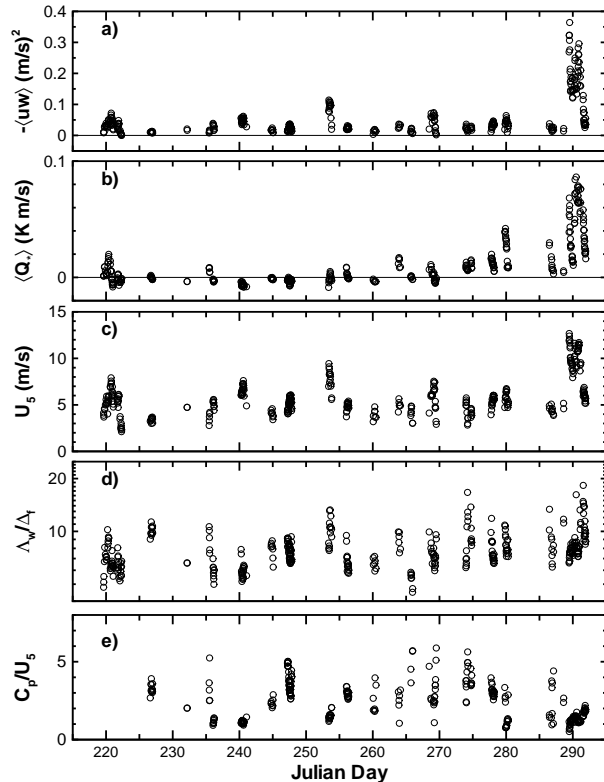 a)
-⟨uw⟩ (m/s)²
0.4
0.3
0.2
0.1
0
b)
⟨Q*⟩ (K m/s)
0.1
0
c)
U₅ (m/s)
15
10
5
0
d)
Λw/Δf
20
10
e)
Cp/U₅
5
0
220 230 240 250 260 270 280 290
Julian Day